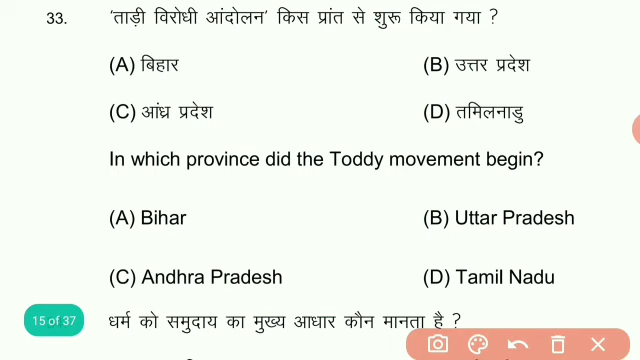 33. ‘ताड़ी विरोधी आंदोलन’ किस प्रांत से शुरू किया गया ?
(A) बिहार (B) उत्तर प्रदेश
(C) आंध्र प्रदेश (D) तमिलनाडु
In which province did the Toddy movement begin?
(A) Bihar (B) Uttar Pradesh
(C) Andhra Pradesh (D) Tamil Nadu
15 of 37 धर्म को समुदाय का मुख्य आधार कौन मानता है ?